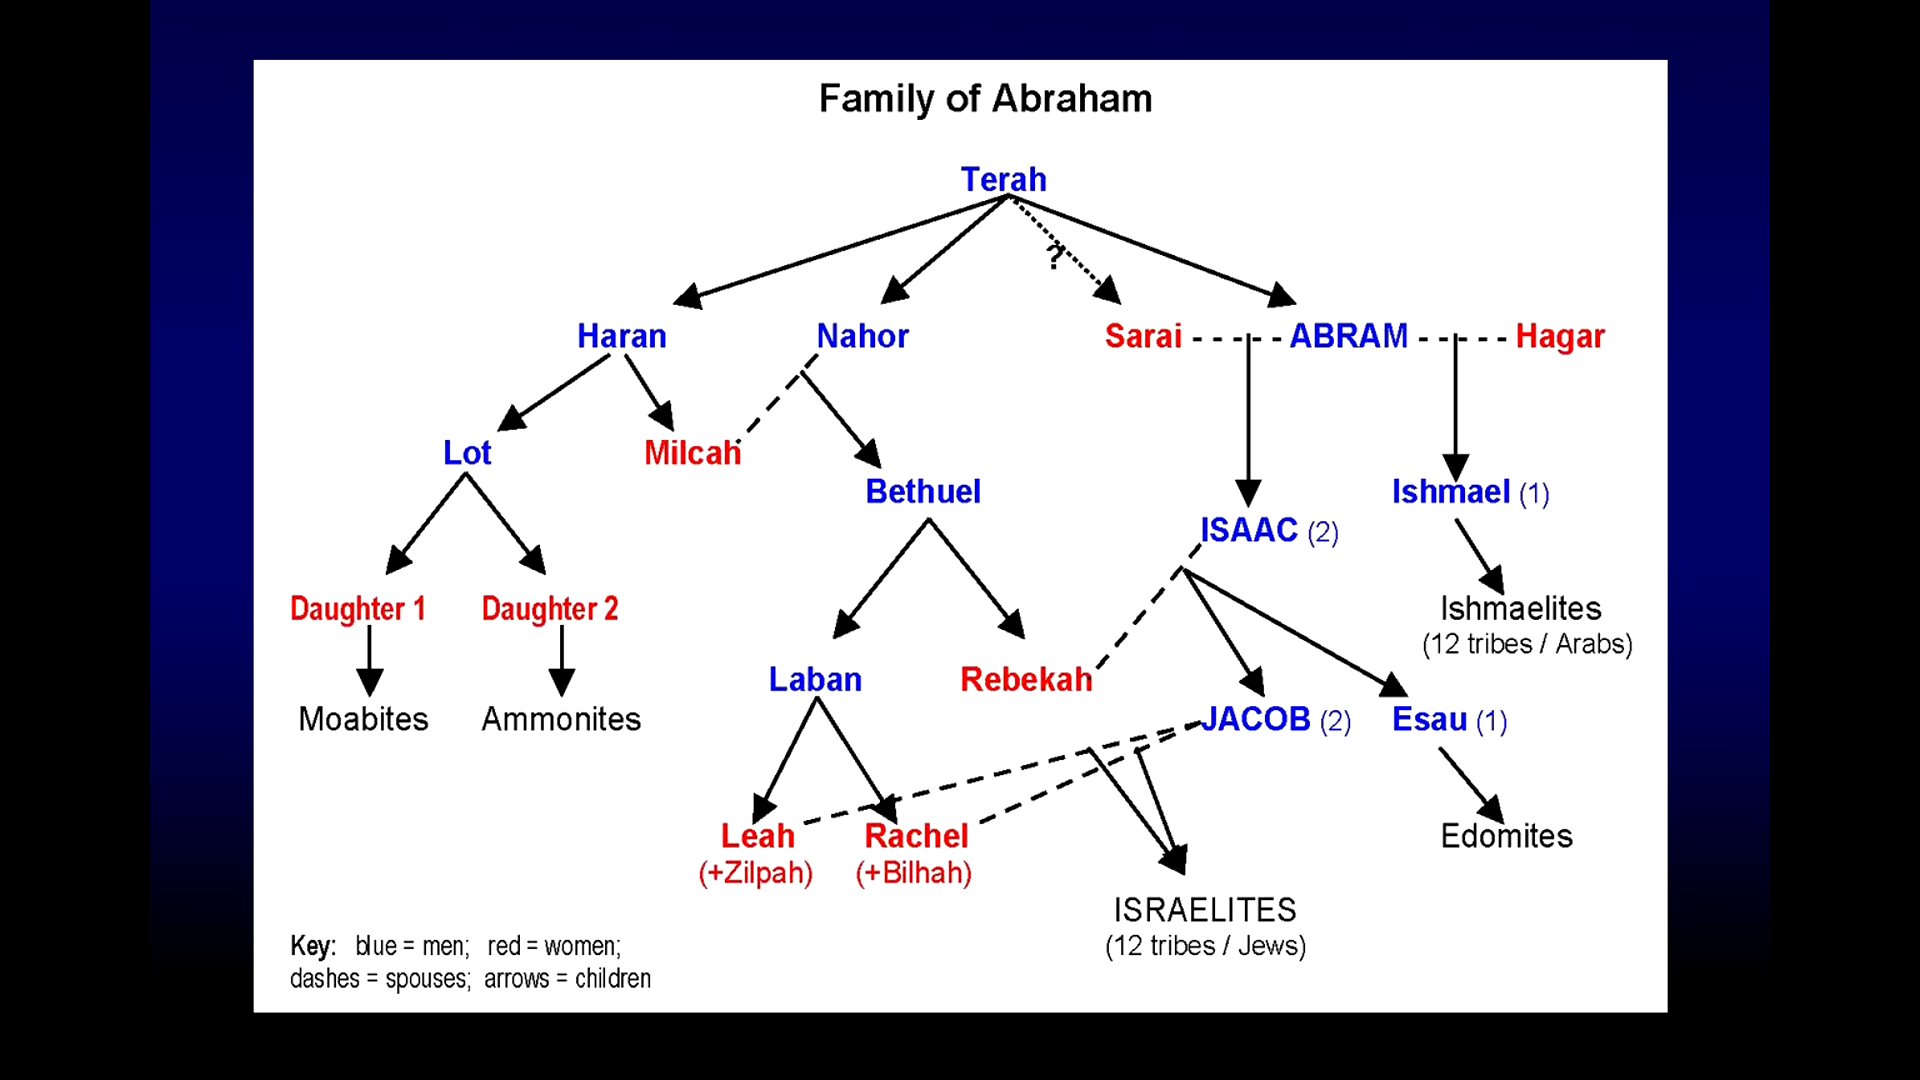 Family of Abraham
Terah
?
Haran
Nahor
Sarai
ABRAM
Hagar
Lot
Milcah
Bethuel
Ishmael (1)
ISAAC (2)
Daughter 1
Daughter 2
Ishmaelites
(12 tribes / Arabs)
Laban
Rebekah
Moabites
Ammonites
JACOB (2)
Esau (1)
Leah
(+Zilpah)
Rachel
(+Bilhah)
Edomites
ISRAELITES
(12 tribes / Jews)
Key: blue = men; red = women;
dashes = spouses; arrows = children